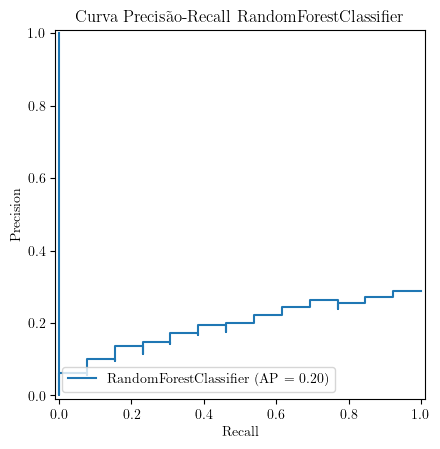 Curva Precisão-Recall RandomForestClassifier
1.0
0.8
0.6
0.4
0.2
0.0
Precision
RandomForestClassifier (AP = 0.20)
0.0 0.2 0.4 0.6 0.8 1.0
Recall